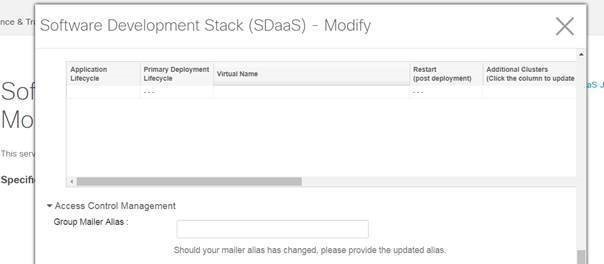 Software Development Stack (SDaaS) - Modify
nce & Tr
Application Lifecycle
Primary Deployment Lifecycle
Virtual Name
Restart (post deployment)
Additional Clusters (Click the column to update
- - -
- - -
Sof
Mo
aS J
This serv
Specifi
Access Control Management
Group Mailer Alias :
Should your mailer alias has changed, please provide the updated alias.